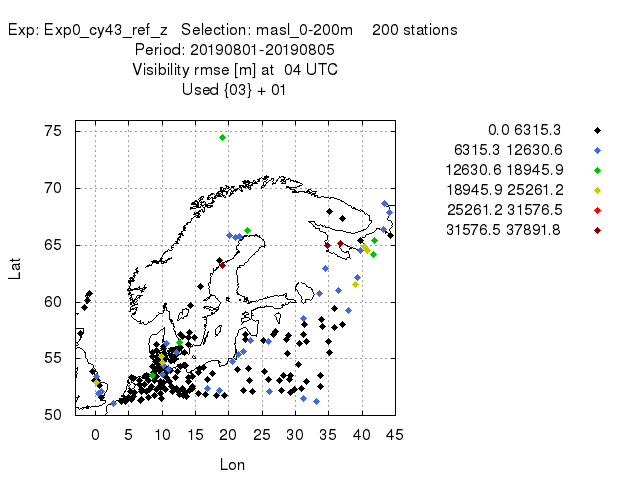 Exp: Exp0_cy43_ref_z   Selection: masl_0-200m    200 stations
Period: 20190801-20190805
Visibility rmse [m] at  04 UTC
Used {03} + 01
0.0 6315.3
6315.3 12630.6
12630.6 18945.9
18945.9 25261.2
25261.2 31576.5
31576.5 37891.8
75
70
65
60
55
50
Lat
0 5 10 15 20 25 30 35 40 45
Lon